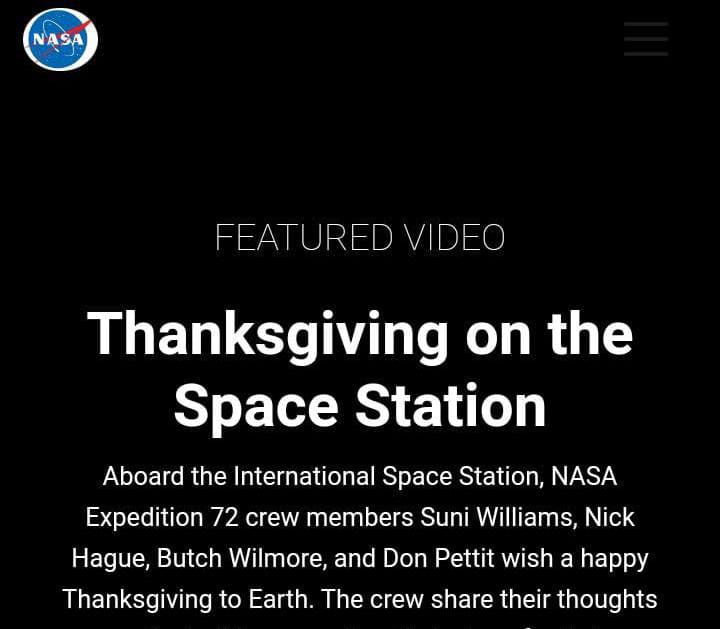 NASA
FEATURED VIDEO
Thanksgiving on the
Space Station
Aboard the International Space Station, NASA
Expedition 72 crew members Suni Williams, Nick
Hague, Butch Wilmore, and Don Pettit wish a happy
Thanksgiving to Earth. The crew share their thoughts